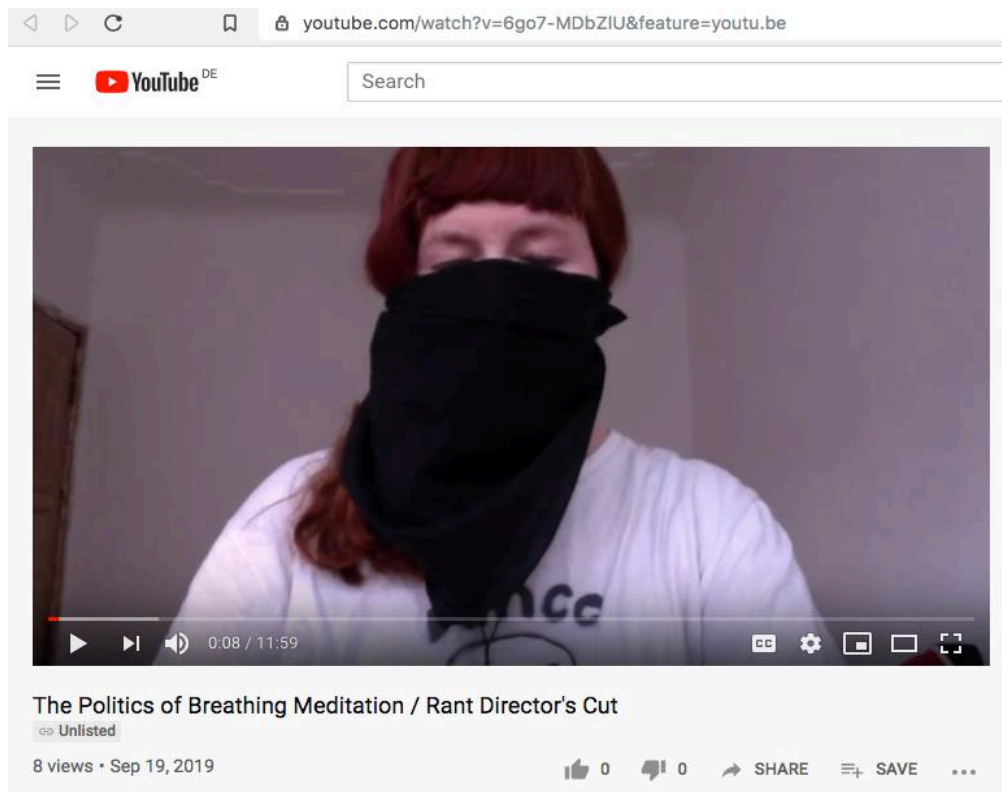 youtube.com/watch?v=6go7-MDbZlU&feature=youtu.be
YouTube DE
Search
0:08 / 11:59
CC
The Politics of Breathing Meditation / Rant Director's Cut
Unlisted
8 views • Sep 19, 2019
0 0 SHARE SAVE